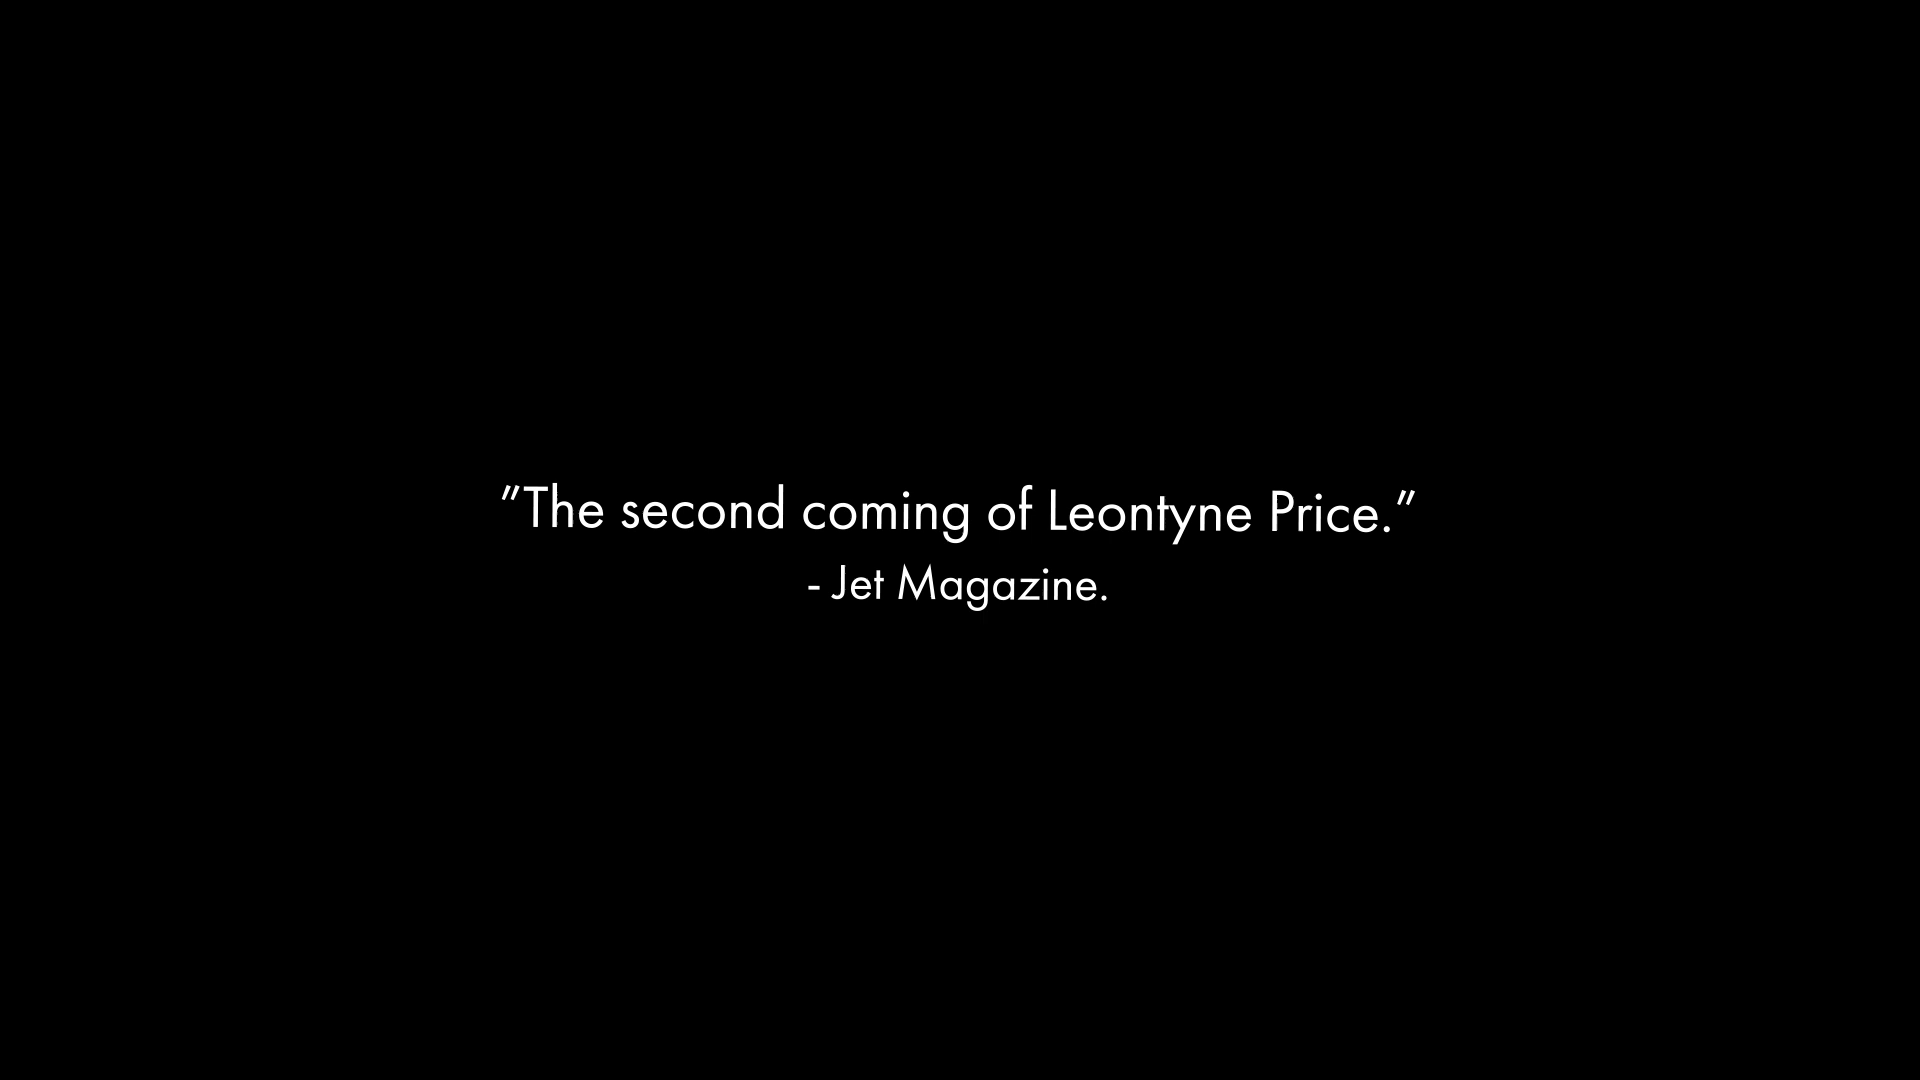 "The second coming of Leontyne Price."
- Jet Magazine.